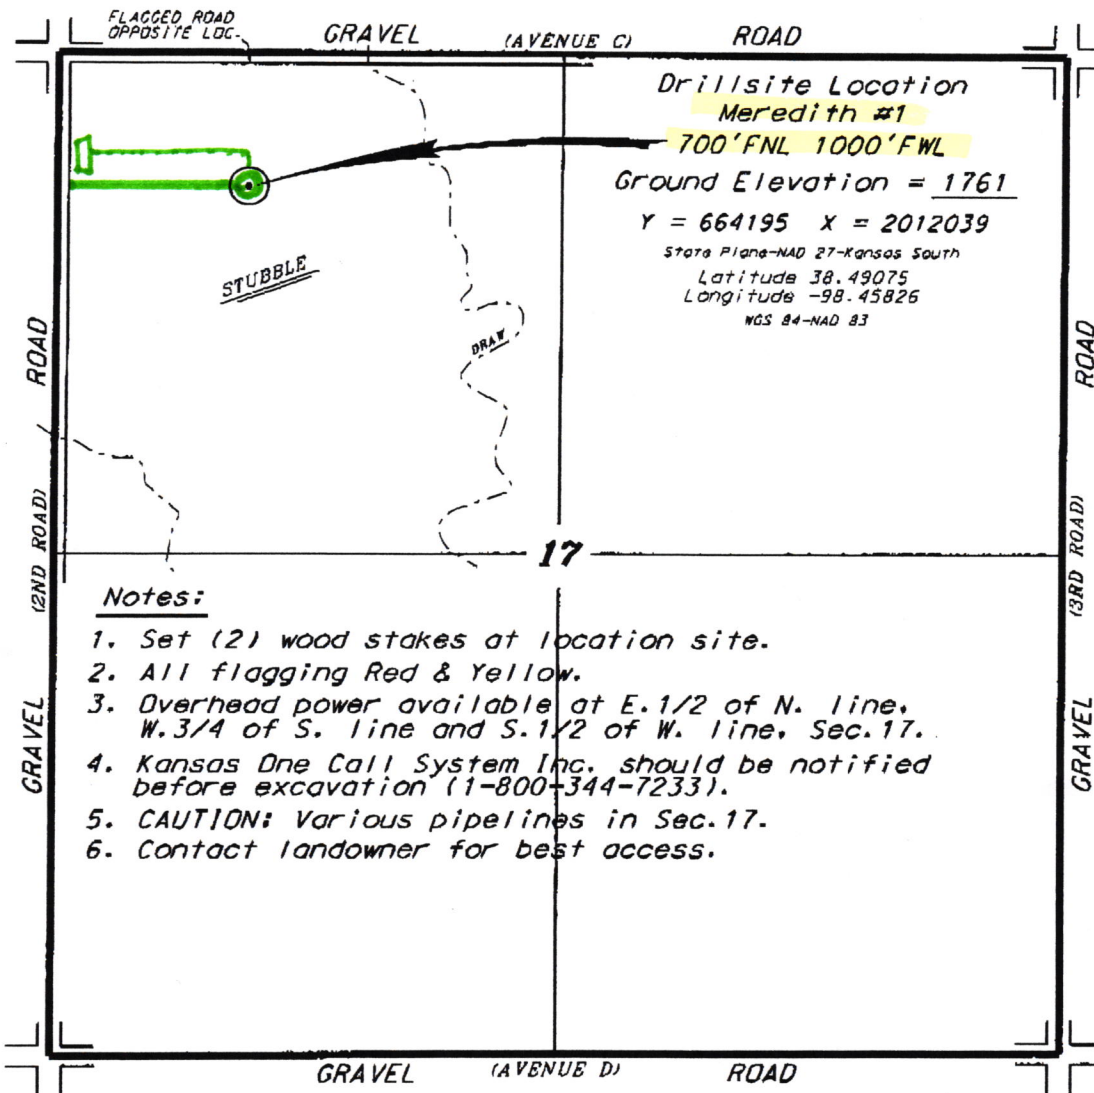 FLAGGED ROAD
OPPOSITE LOC.
GRAVEL (AVENUE C) ROAD
Drillsite Location
Meredith #1
700'FNL 1000'FWL
Ground Elevation = 1761
Y = 664195 X = 2012039
State Plane-NAD 27-Kansas South
Latitude 38.49075
Longitude -98.45826
WGS 84-NAD 83
STUBBLE
DRAW
GRAVEL (2ND ROAD) ROAD
GRAVEL (3RD ROAD) ROAD
17
Notes:
1. Set (2) wood stakes at location site.
2. All flagging Red & Yellow.
3. Overhead power available at E.1/2 of N. line,
W.3/4 of S. line and S.1/2 of W. line, Sec.17.
4. Kansas One Call System Inc. should be notified
before excavation (1-800-344-7233).
5. CAUTION: Various pipelines in Sec.17.
6. Contact landowner for best access.
GRAVEL (AVENUE D) ROAD